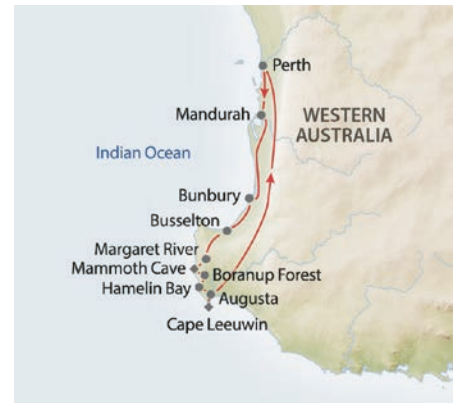 Perth
Mandurah
WESTERN
AUSTRALIA
Indian Ocean
Bunbury
Busselton
Margaret River
Mammoth Cave
Boranup Forest
Hamelin Bay
Augusta
Cape Leeuwin